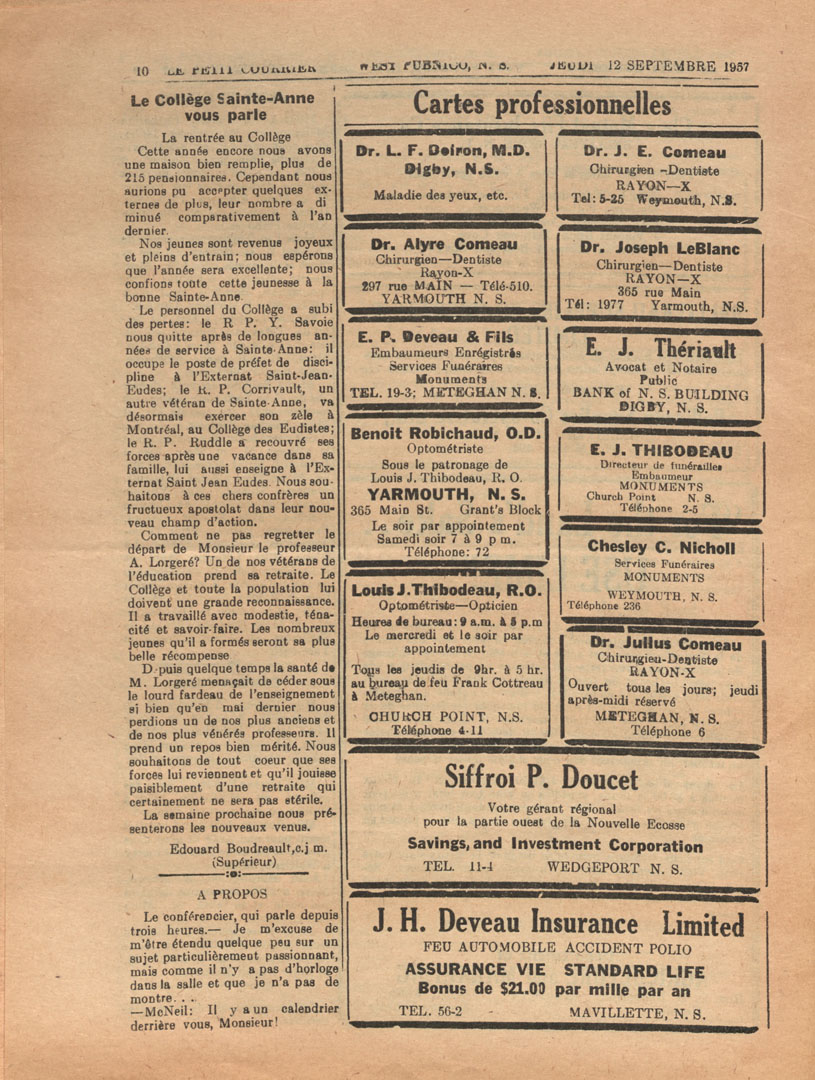 10 LE PETIT COURRIER WEST PUBNICO, N. S. JEUDI 12 SEPTEMBRE 1957
Le Collège Sainte-Anne
vous parle
La rentrée au Collège
Cette année encore nous avons
une maison bien remplie, plus de
215 pensionnaires. Cependant nous
aurions pu accepter quelques ex-
ternes de plus, leur nombre a di
minué comparativement à l'an
dernier.
Nos jeunes sont revenus joyeux
et pleins d'entrain; nous espérons
que l'année sera excellente; nous
confions toute cette jeunesse à la
bonne Sainte-Anne.
Le personnel du Collège a subi
des pertes: le R P. Y. Savoie
nous quitte après de longues an-
nées de service à Sainte-Anne: il
occupe le poste de préfet de disci-
pline à l'Externat Saint-Jean-
Eudes; le R. P. Corrivault, un
autre vétéran de Sainte-Anne, va
désormais exercer son zèle à
Montréal, au Collège des Eudistes;
le R. P. Ruddle a recouvré ses
forces après une vacance dans sa
famille, lui aussi enseigne à l'Ex-
ternat Saint Jean Eudes. Nous sou-
haitons à ces chers confrères un
fructueux apostolat dans leur nou-
veau champ d'action.
Comment ne pas regretter le
départ de Monsieur le professeur
A. Lorgeré? Un de nos vétérans de
l'éducation prend sa retraite. Le
Collège et toute la population lui
doivent une grande reconnaissance.
Il a travaillé avec modestie, téna-
cité et savoir-faire. Les nombreux
jeunes qu'il a formés seront sa plus
belle récompense
Depuis quelque temps la santé de
M. Lorgeré menaçait de céder sous
le lourd fardeau de l'enseignement
si bien qu'en mai dernier nous
perdions un de nos plus anciens et
de nos plus vénérés professeurs. Il
prend un repos bien mérité. Nous
souhaitons de tout coeur que ses
forces lui reviennent et qu'il jouisse
paisiblement d'une retraite qui
certainement ne sera pas stérile.
La semaine prochaine nous pré-
senterons les nouveaux venus.
Edouard Boudreault, c.j m.
(Supérieur)
A PROPOS
Le conférencier, qui parle depuis
trois heures.— Je m'excuse de
m'être étendu quelque peu sur un
sujet particulièrement passionnant,
mais comme il n'y a pas d'horloge
dans la salle et que je n'a pas de
montre. . .
—McNeil: Il y a un calendrier
derrière vous, Monsieur!
Cartes professionnelles
Dr. L. F. Doiron, M.D.
Digby, N.S.
Maladie des yeux, etc.
Dr. J. E. Comeau
Chirurgien -Dentiste
RAYON—X
Tel: 5-25 Weymouth, N.S.
Dr. Alyre Comeau
Chirurgien—Dentiste
Rayon-X
297 rue MAIN — Télé-510.
YARMOUTH N. S.
Dr. Joseph LeBlanc
Chirurgien—Dentiste
RAYON—X
365 rue Main
Tél: 1977 Yarmouth, N.S.
E. P. Deveau & Fils
Embaumeurs Enrégistrés
Services Funéraires
Monuments
TEL. 19-3; METEGHAN N. S.
E. J. Thériault
Avocat et Notaire
Public
BANK of N. S. BUILDING
DIGBY, N. S.
Benoit Robichaud, O.D.
Optométriste
Sous le patronage de
Louis J. Thibodeau, R. O.
YARMOUTH, N. S.
365 Main St. Grant's Block
Le soir par appointement
Samedi soir 7 à 9 p m.
Téléphone: 72
E. J. THIBODEAU
Directeur de funérailles
Embaumeur
MONUMENTS
Church Point N. S.
Téléphone 2-5
Chesley C. Nicholl
Services Funéraires
MONUMENTS
WEYMOUTH, N. S.
Téléphone 236
Louis J. Thibodeau, R.O.
Optométriste—Opticien
Heures de bureau: 9 a.m. à 5 p.m
Le mercredi et le soir par
appointement
Tous les jeudis de 9hr. à 5 hr.
au bureau de feu Frank Cottreau
à Meteghan.
CHURCH POINT, N.S.
Téléphone 4-11
Dr. Julius Comeau
Chirurgieu-Dentiste
RAYON-X
Ouvert tous les jours; jeudi
après-midi réservé
METEGHAN, N. S.
Téléphone 6
Siffroi P. Doucet
Votre gérant régional
pour la partie ouest de la Nouvelle Ecosse
Savings, and Investment Corporation
TEL. 11-4 WEDGEPORT N. S.
J. H. Deveau Insurance Limited
FEU AUTOMOBILE ACCIDENT POLIO
ASSURANCE VIE STANDARD LIFE
Bonus de $21.00 par mille par an
TEL. 56-2 MAVILLETTE, N. S.